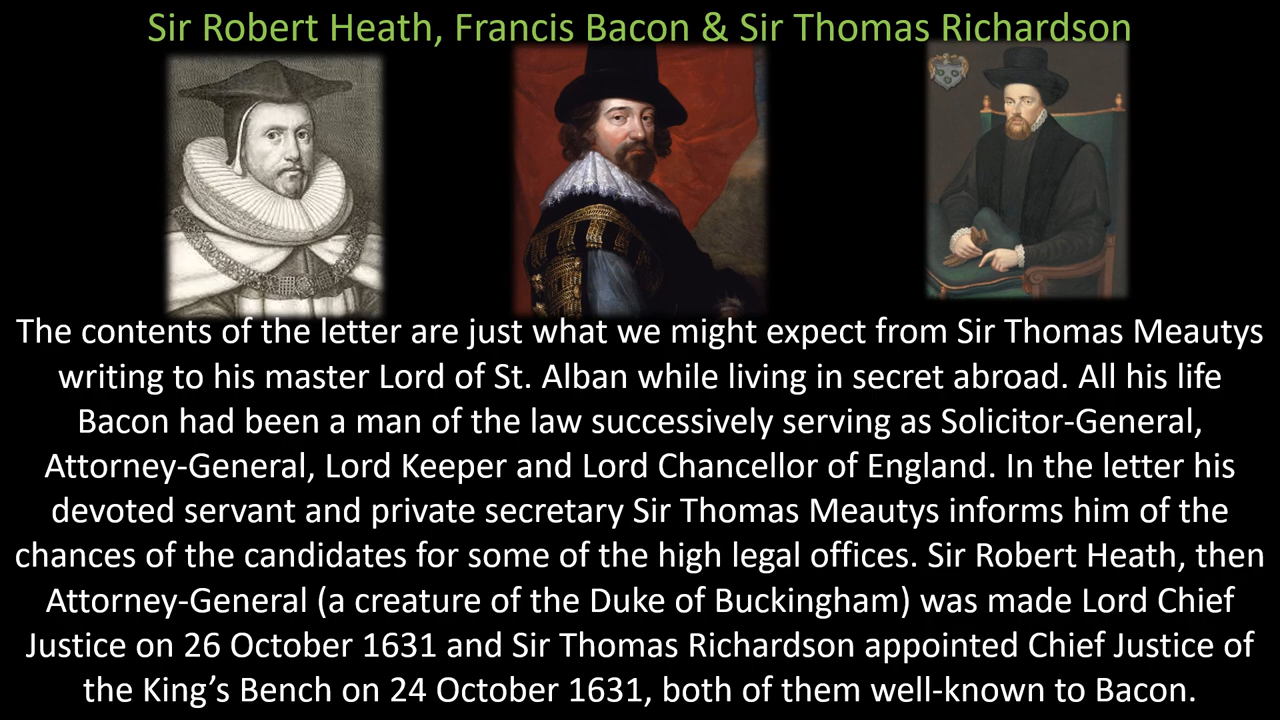 Sir Robert Heath, Francis Bacon & Sir Thomas Richardson
The contents of the letter are just what we might expect from Sir Thomas Meautys
writing to his master Lord of St. Alban while living in secret abroad. All his life
Bacon had been a man of the law successively serving as Solicitor-General,
Attorney-General, Lord Keeper and Lord Chancellor of England. In the letter his
devoted servant and private secretary Sir Thomas Meautys informs him of the
chances of the candidates for some of the high legal offices. Sir Robert Heath, then
Attorney-General (a creature of the Duke of Buckingham) was made Lord Chief
Justice on 26 October 1631 and Sir Thomas Richardson appointed Chief Justice of
the King’s Bench on 24 October 1631, both of them well-known to Bacon.